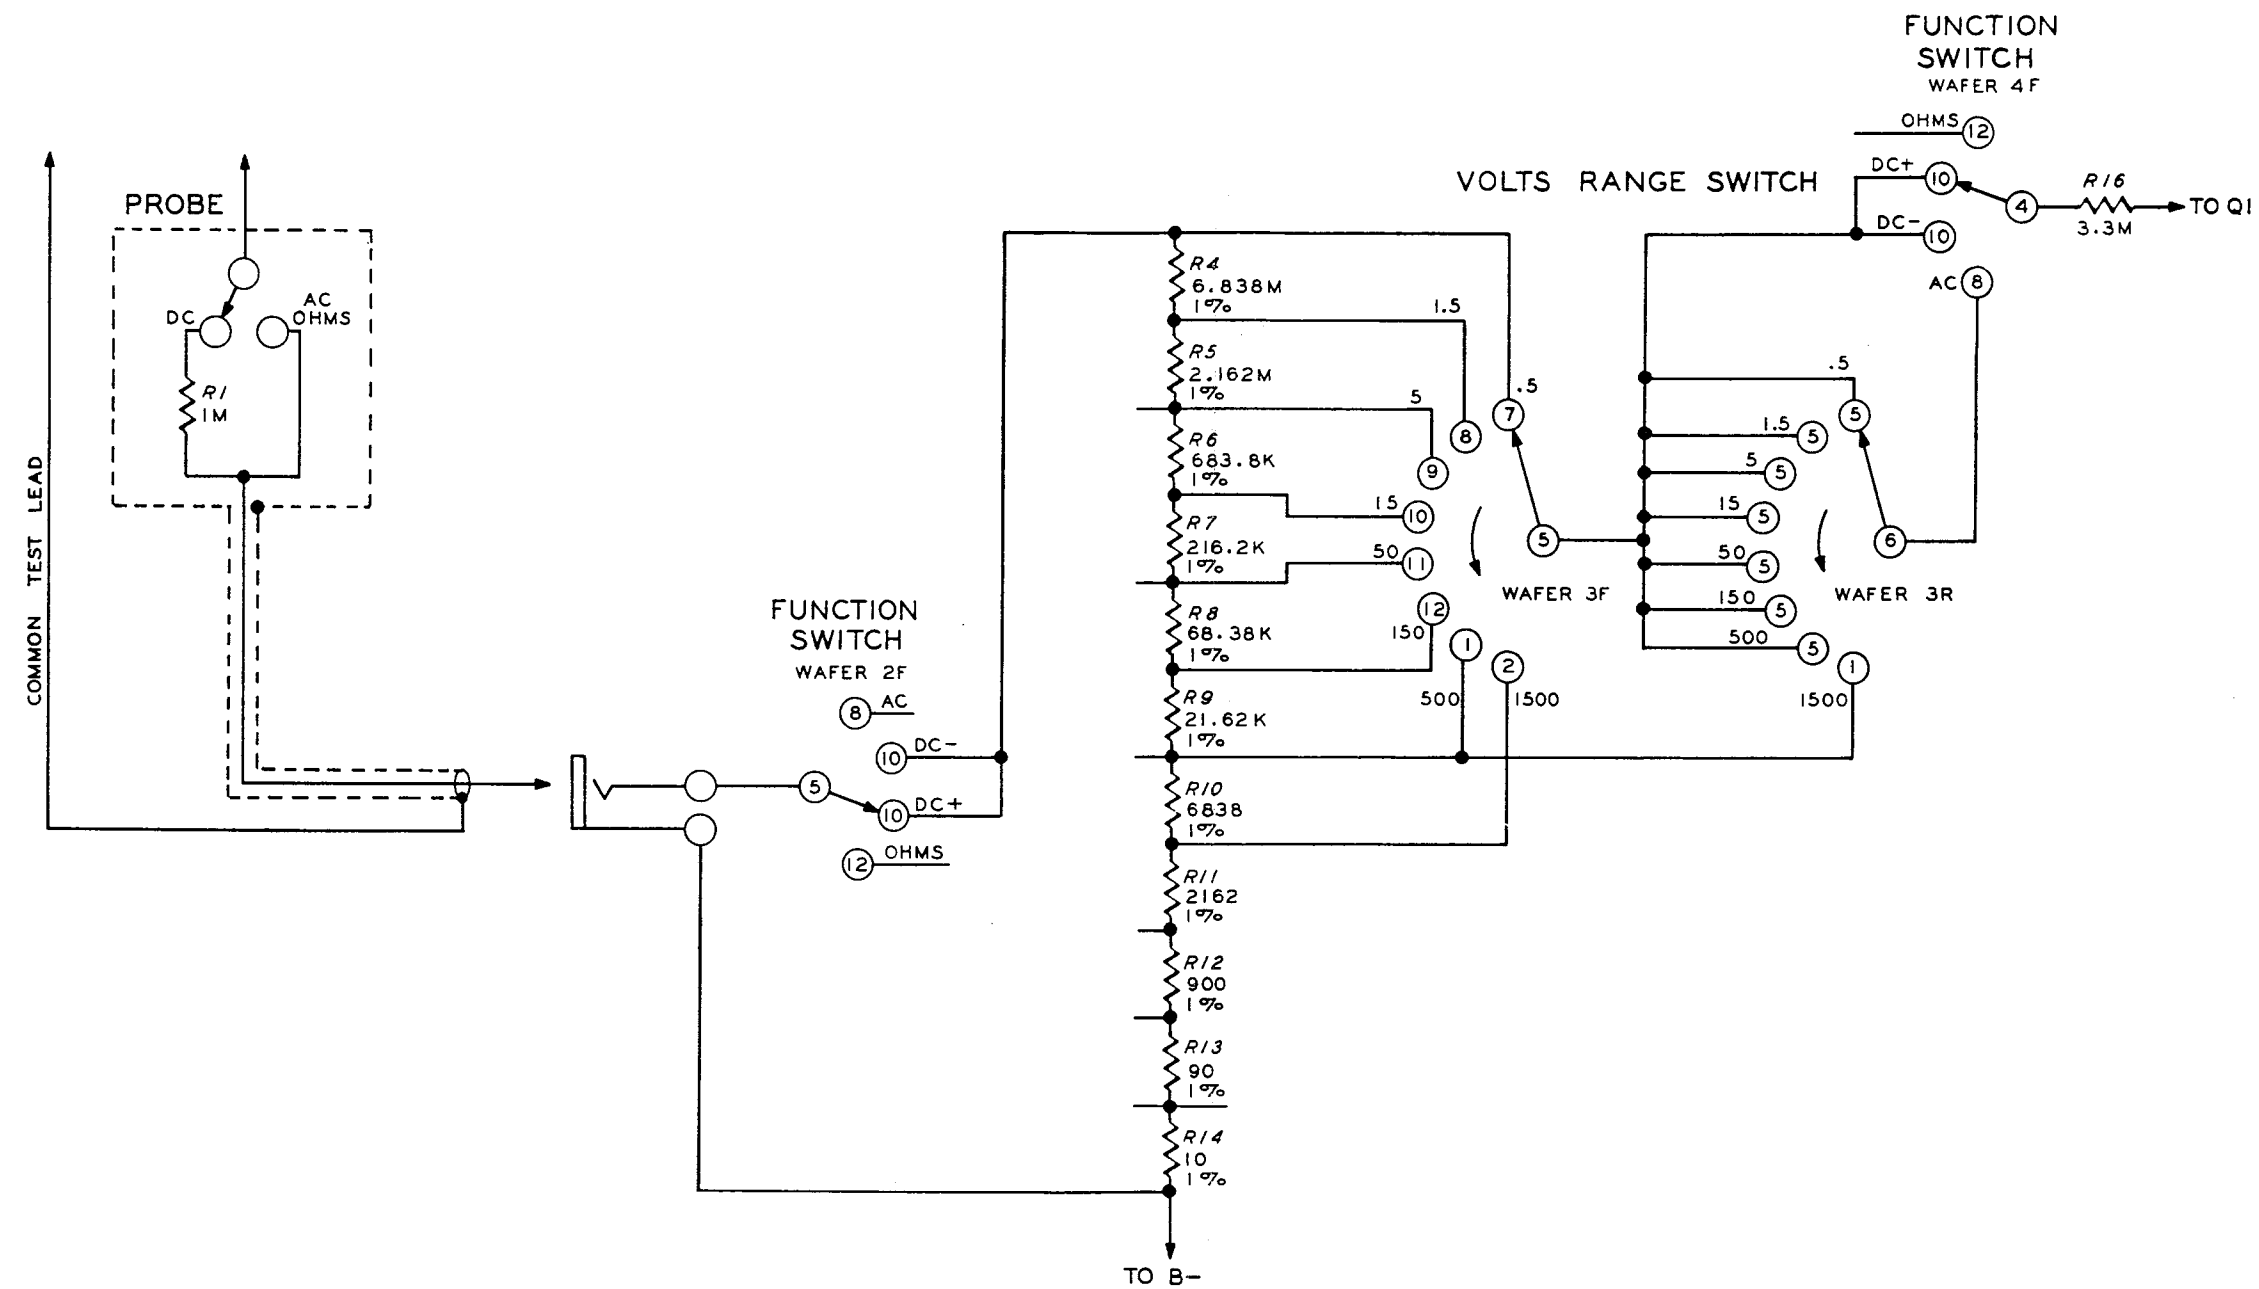 FUNCTION
SWITCH
WAFER 4F
OHMS 12
DC+ 10
4
R16
3.3M
TO Q1
DC- 10
AC 8
VOLTS RANGE SWITCH
PROBE
DC
AC
OHMS
R1
1M
COMMON TEST LEAD
FUNCTION
SWITCH
WAFER 2F
8 AC
10 DC-
5
10 DC+
12 OHMS
R4
6.838M
1%
R5
2.162M
1%
R6
683.8K
1%
R7
216.2K
1%
R8
68.38K
1%
R9
21.62K
1%
R10
6838
1%
R11
2162
1%
R12
900
1%
R13
90
1%
R14
10
1%
TO B-
.5
7
1.5
8
5
9
15 10
50 11
12
150
1
500
2
1500
5
WAFER 3F
.5
5
1.5 5
5 5
15 5
50 5
150 5
500 5
1
1500
6
WAFER 3R